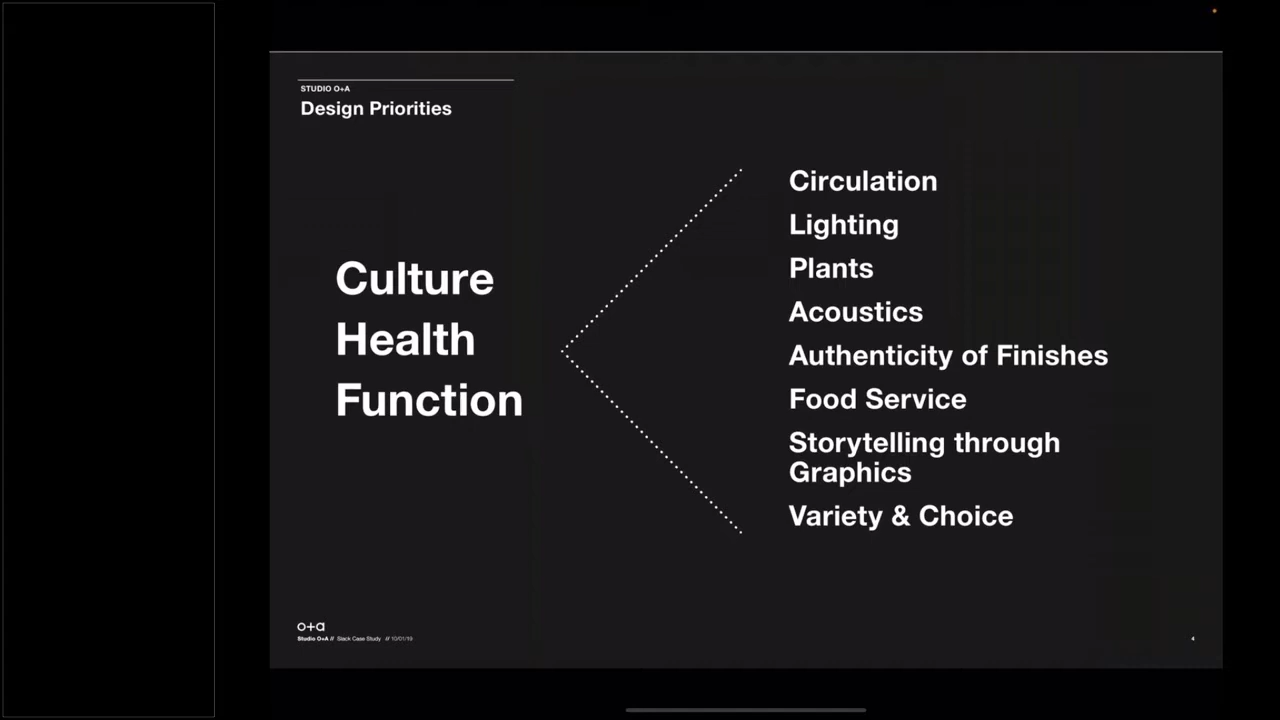 STUDIO O+A
Design Priorities
Culture
Health
Function
Circulation
Lighting
Plants
Acoustics
Authenticity of Finishes
Food Service
Storytelling through
Graphics
Variety & Choice
o+a
Studio O+A // Slack Case Study // 10/01/19
4